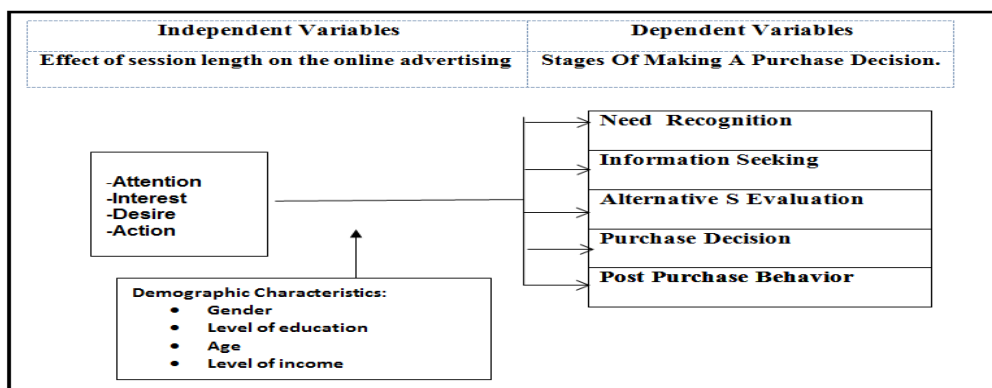 Independent Variables
Dependent Variables
Effect of session length on the online advertising
Stages Of Making A Purchase Decision.
Need Recognition
Information Seeking
Alternative S Evaluation
Purchase Decision
Post Purchase Behavior
-Attention
-Interest
-Desire
-Action
Demographic Characteristics:
• Gender
• Level of education
• Age
• Level of income